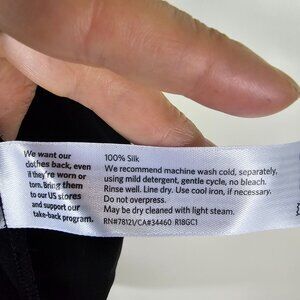 We want our
clothes back, even
if they're worn or
torn. Bring them
to our US stores
and support our
take-back program.
100% Silk
We recommend machine wash cold, separately,
using mild detergent, gentle cycle, no bleach.
Rinse well. Line dry. Use cool iron, if necessary.
Do not overpress.
May be dry cleaned with light steam.
RN#78121/CA#34460 R18GC1